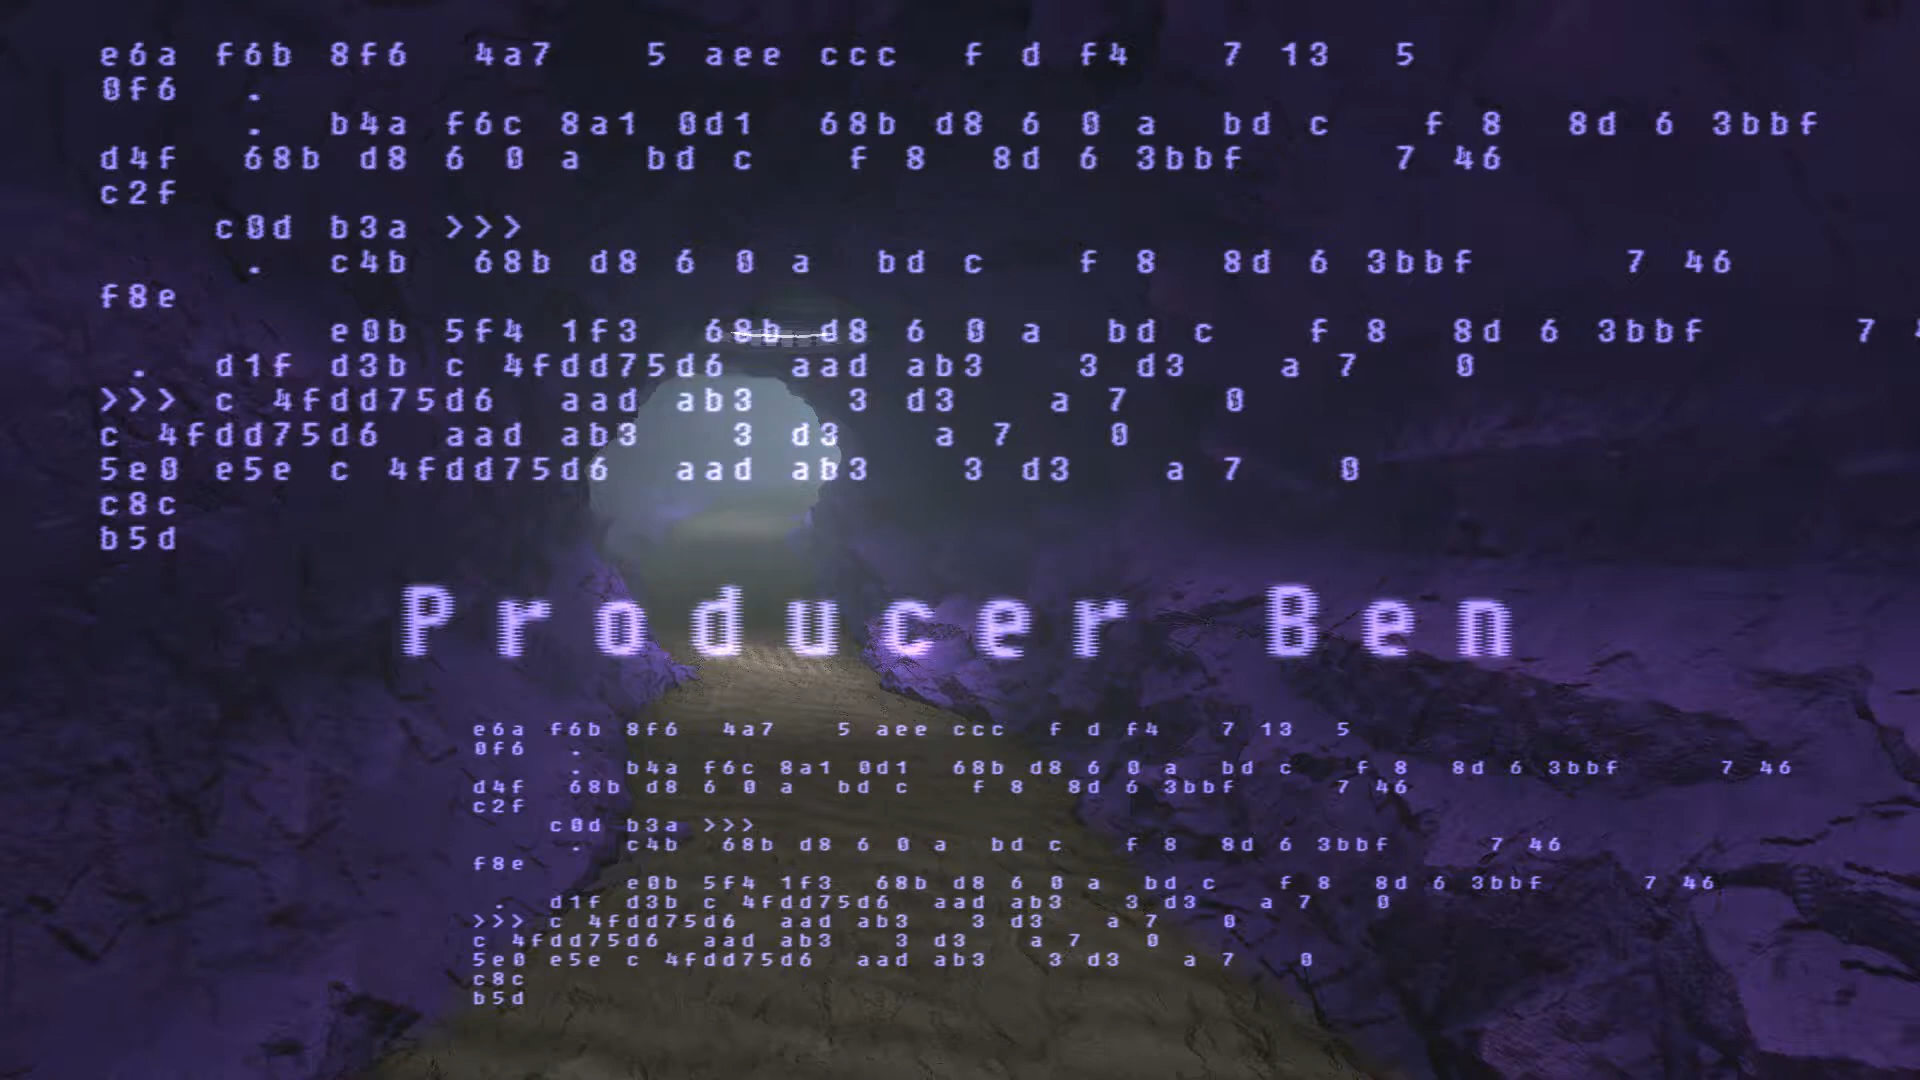 e6a f6b 8f6 4a7 5 aee ccc f d f4 7 13 5
0f6 .
. b4a f6c 8a1 0d1 68b d8 6 0 a bd c f 8 8d 6 3bbf
d4f 68b d8 6 0 a bd c f 8 8d 6 3bbf 7 46
c2f
c0d b3a >>>
. c4b 68b d8 6 0 a bd c f 8 8d 6 3bbf 7 46
f8e
e0b 5f4 1f3 68b d8 6 0 a bd c f 8 8d 6 3bbf 7
. d1f d3b c 4fdd75d6 aad ab3 3 d3 a 7 0
>>> c 4fdd75d6 aad ab3 3 d3 a 7 0
c 4fdd75d6 aad ab3 3 d3 a 7 0
5e0 e5e c 4fdd75d6 aad ab3 3 d3 a 7 0
c8c
b5d
Producer Ben
e6a f6b 8f6 4a7 5 aee ccc f d f4 7 13 5
0f6 .
. b4a f6c 8a1 0d1 68b d8 6 0 a bd c f 8 8d 6 3bbf 7 46
d4f 68b d8 6 0 a bd c f 8 8d 6 3bbf 7 46
c2f
c0d b3a >>>
. c4b 68b d8 6 0 a bd c f 8 8d 6 3bbf 7 46
f8e
e0b 5f4 1f3 68b d8 6 0 a bd c f 8 8d 6 3bbf 7 46
. d1f d3b c 4fdd75d6 aad ab3 3 d3 a 7 0
>>> c 4fdd75d6 aad ab3 3 d3 a 7 0
c 4fdd75d6 aad ab3 3 d3 a 7 0
5e0 e5e c 4fdd75d6 aad ab3 3 d3 a 7 0
c8c
b5d